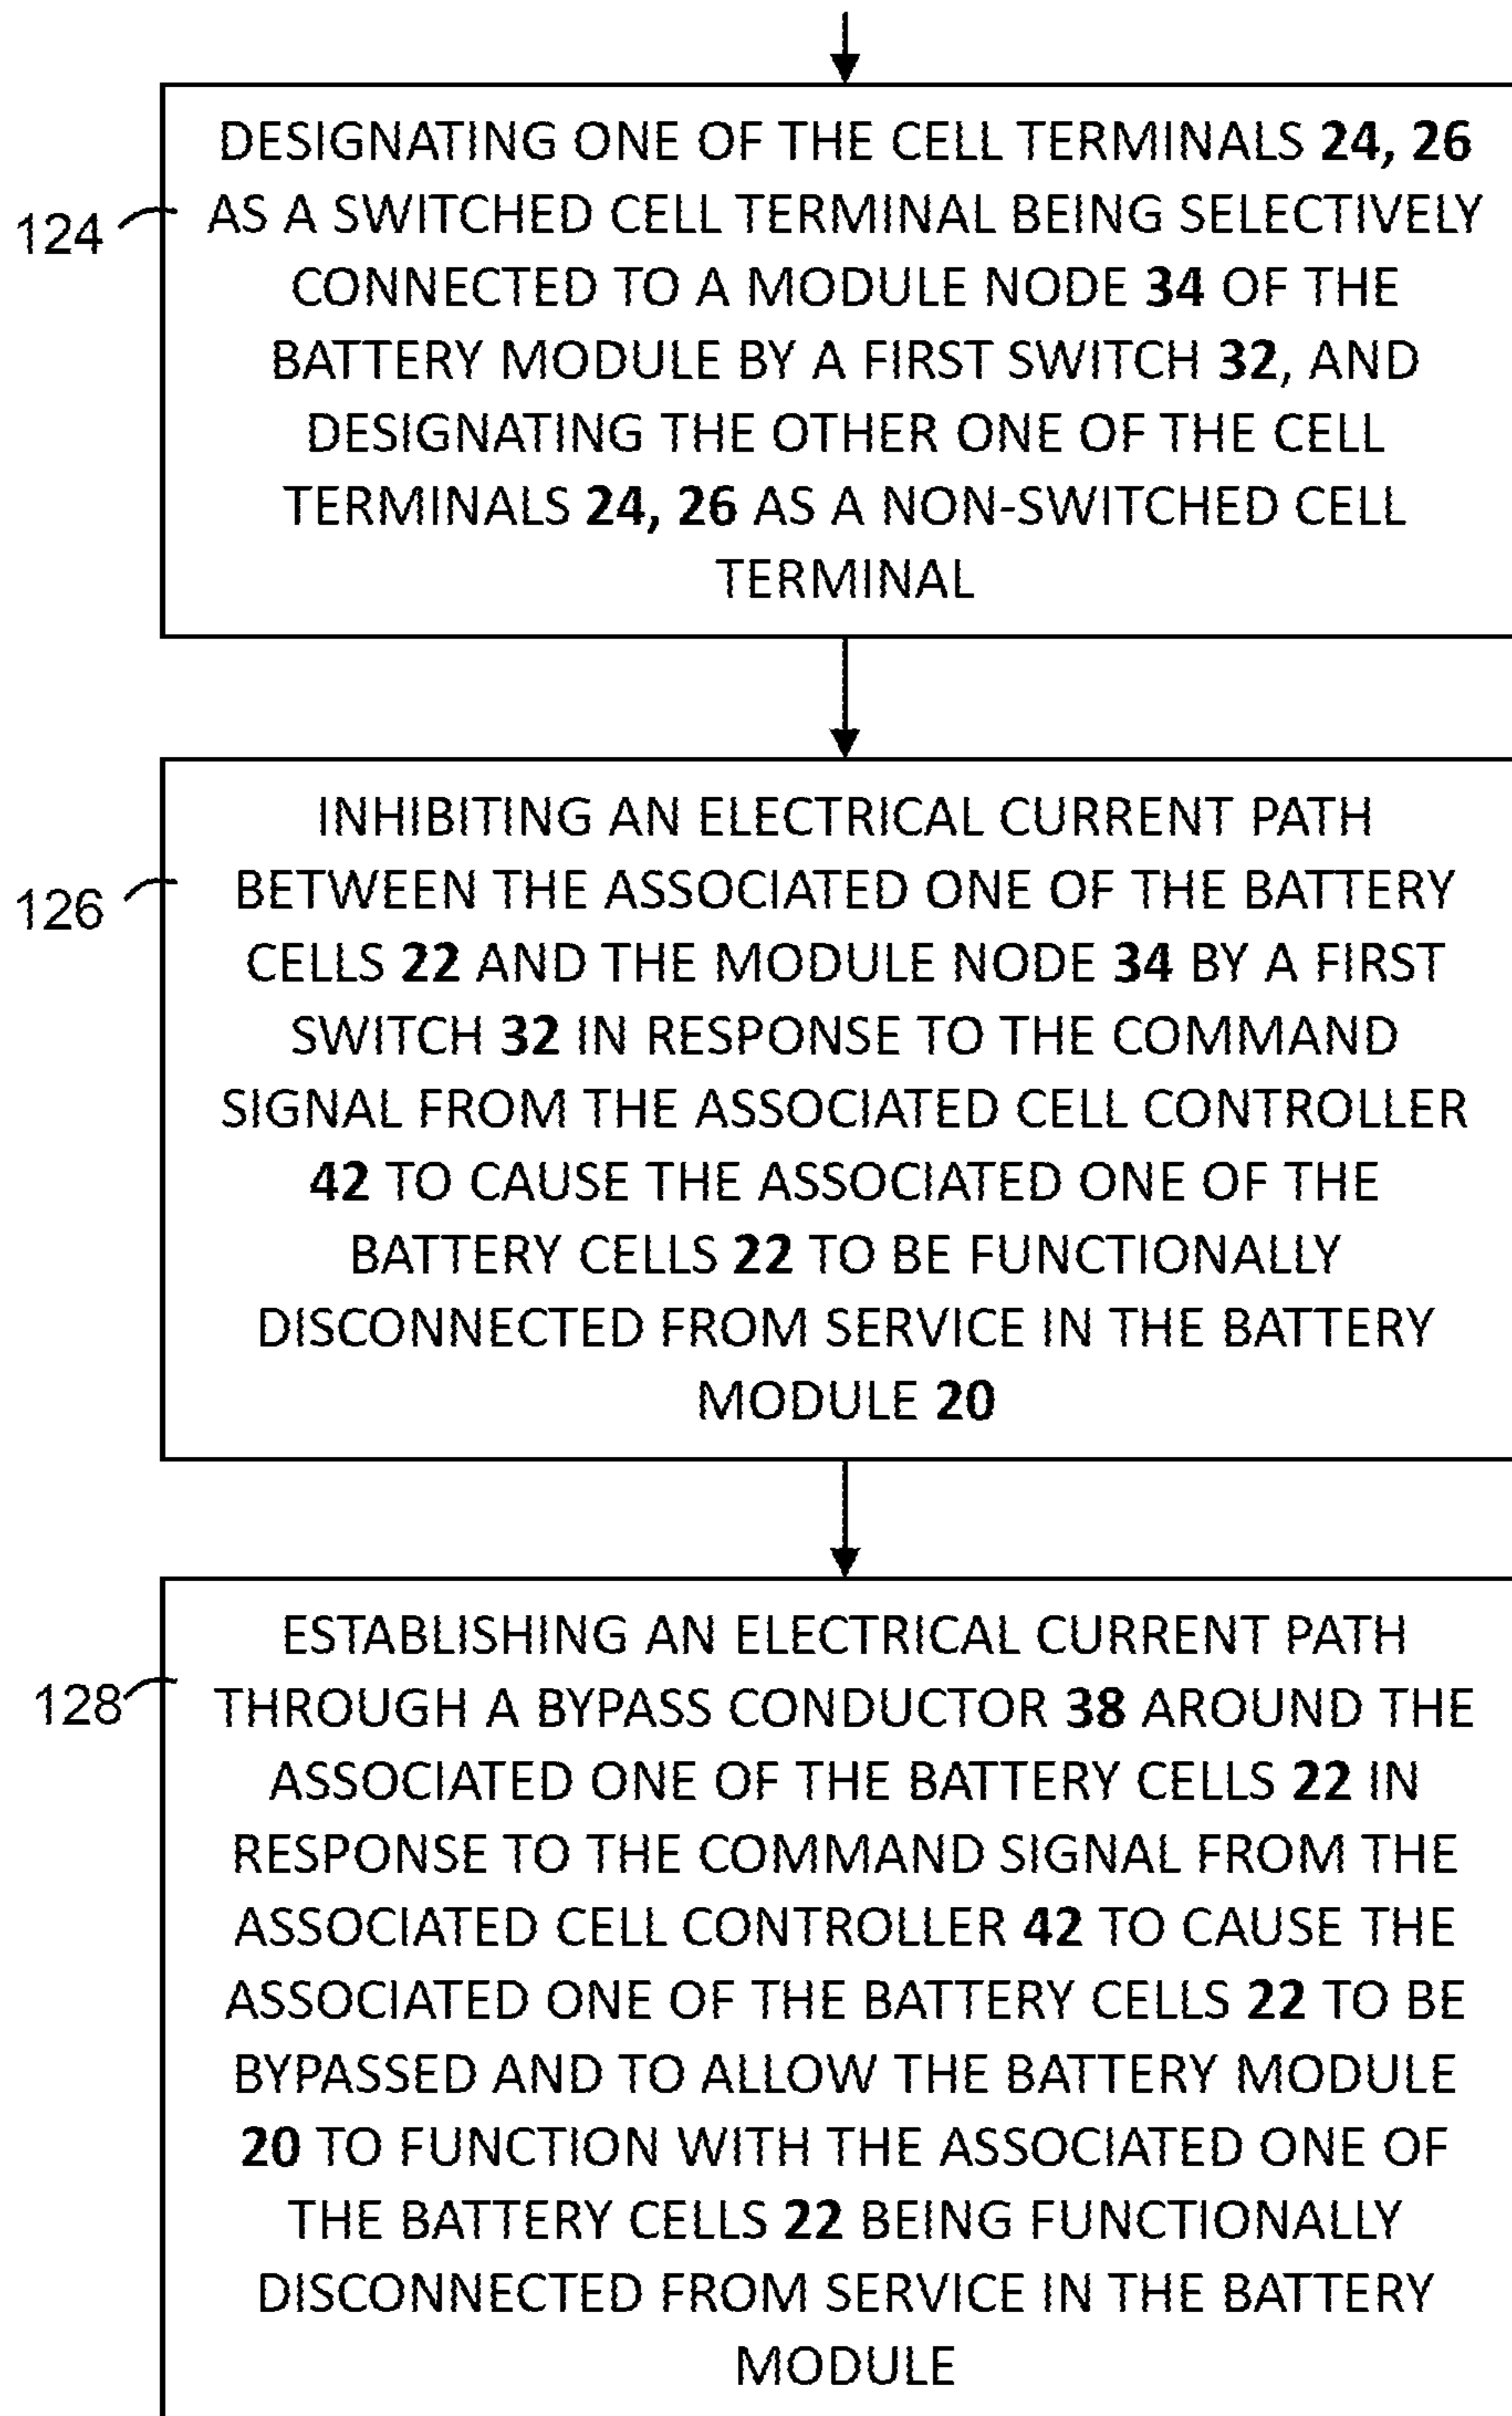 DESIGNATING ONE OF THE CELL TERMINALS 24, 26
124
AS A SWITCHED CELL TERMINAL BEING SELECTIVELY
CONNECTED TO A MODULE NODE 34 OF THE
BATTERY MODULE BY A FIRST SWITCH 32, AND
DESIGNATING THE OTHER ONE OF THE CELL
TERMINALS 24, 26 AS A NON-SWITCHED CELL
TERMINAL
INHIBITING AN ELECTRICAL CURRENT PATH
126
BETWEEN THE ASSOCIATED ONE OF THE BATTERY
CELLS 22 AND THE MODULE NODE 34 BY A FIRST
SWITCH 32 IN RESPONSE TO THE COMMAND
SIGNAL FROM THE ASSOCIATED CELL CONTROLLER
42 TO CAUSE THE ASSOCIATED ONE OF THE
BATTERY CELLS 22 TO BE FUNCTIONALLY
DISCONNECTED FROM SERVICE IN THE BATTERY
MODULE 20
ESTABLISHING AN ELECTRICAL CURRENT PATH
128
THROUGH A BYPASS CONDUCTOR 38 AROUND THE
ASSOCIATED ONE OF THE BATTERY CELLS 22 IN
RESPONSE TO THE COMMAND SIGNAL FROM THE
ASSOCIATED CELL CONTROLLER 42 TO CAUSE THE
ASSOCIATED ONE OF THE BATTERY CELLS 22 TO BE
BYPASSED AND TO ALLOW THE BATTERY MODULE
20 TO FUNCTION WITH THE ASSOCIATED ONE OF
THE BATTERY CELLS 22 BEING FUNCTIONALLY
DISCONNECTED FROM SERVICE IN THE BATTERY
MODULE